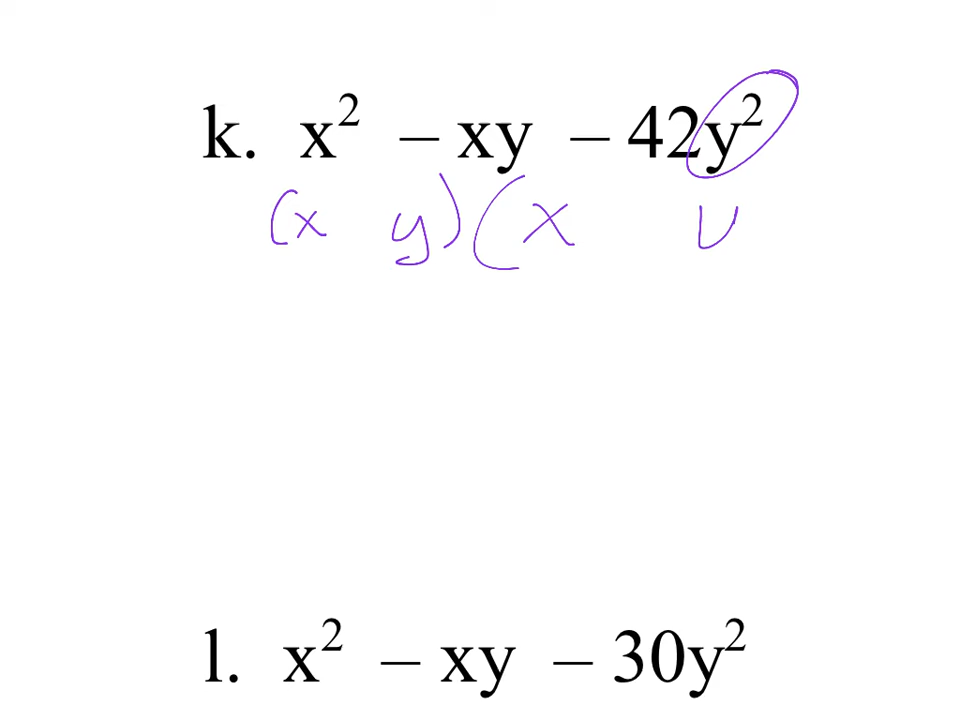 k. x² – xy – 42y²
(x y)(x
l. x² – xy – 30y²